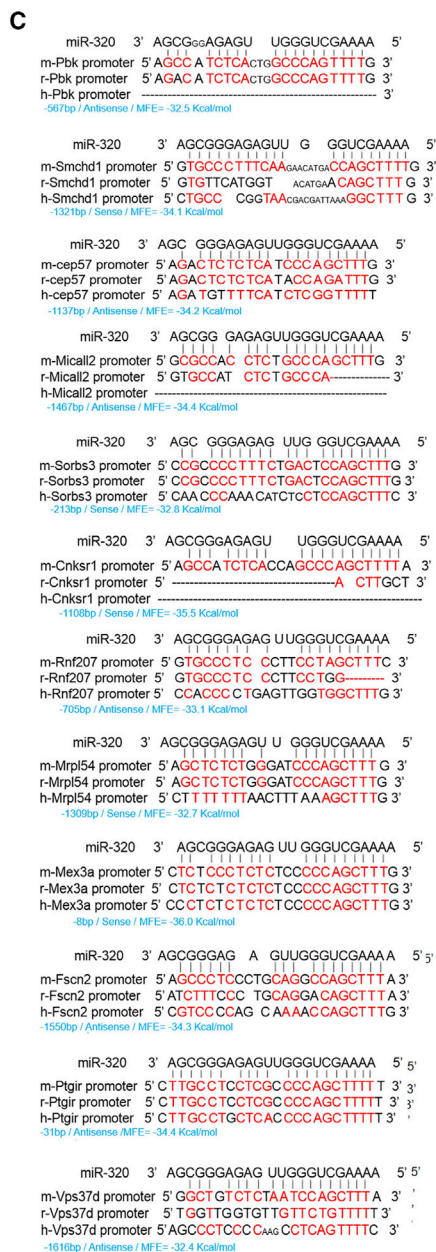 C
miR-320 3' AGCGGGAGAGU UGGGUCGAAAA 5'
m-Pbk promoter 5' AGCCATCTCACTGGCCCAGTTTTG 3'
r-Pbk promoter 5' AGACATCTCACTGGCCCAGTTTTG 3'
h-Pbk promoter ------------------------------------------------ 3'
-567bp / Antisense / MFE= -32.5 Kcal/mol
miR-320 3' AGCGGGAGAGUU G GGUCGAAAA 5'
m-Smchd1 promoter 5' GTGCCCTTTCAAGAACATGACCAGCTTTTG 3'
r-Smchd1 promoter 5' GTGTTCATGGT ACATGAACAGCTTTG 3'
h-Smchd1 promoter 5' CTGCC CGGTAACGACGATTAAAGGCTTTG 3'
-1321bp / Sense / MFE= -34.1 Kcal/mol
miR-320 3' AGC GGGAGAGUUGGGUCGAAAA 5'
m-cep57 promoter 5' AGACTCTCTCATCCCAGCTTTG 3'
r-cep57 promoter 5' AGACTCTCTCATACCAGATTTG 3'
h-cep57 promoter 5' AGATGTTTTCATCTCGGTTTTT 3'
-1137bp / Antisense / MFE= -34.2 Kcal/mol
miR-320 3' AGCGG GAGAGUUGGGUCGAAAA 5'
m-Micall2 promoter 5' GCGCCAC CTCTGCCCAGCTTTG 3'
r-Micall2 promoter 5' GTGCCAT CTCTGCCCA-------------- 3'
h-Micall2 promoter ------------------------------------------------ 3'
-1467bp / Antisense / MFE= -34.4 Kcal/mol
miR-320 3' AGC GGGAGAG UUG GGUCGAAAA 5'
m-Sorbs3 promoter 5' CCGCCCCTTTCTGACTCCAGCTTTG 3'
r-Sorbs3 promoter 5' CCGCCCCTTTCTGACTCCAGCTTTG 3'
h-Sorbs3 promoter 5' CAACCCAAACATCTCCTCCAGCTTTC 3'
-213bp / Sense / MFE= -32.8 Kcal/mol
miR-320 3' AGCGGGAGAGU UGGGUCGAAAA 5'
m-Cnksr1 promoter 5' AGCCATCTCACCAGCCCAGCTTTTA 3'
r-Cnksr1 promoter 5' ---------------------------------A CTTGCT 3'
h-Cnksr1 promoter ------------------------------------------------ 3'
-1108bp / Sense / MFE= -35.5 Kcal/mol
miR-320 3' AGCGGGAGAG UUGGGUCGAAAA 5'
m-Rnf207 promoter 5' GTGCCCTC CCTTCCTAGCTTTC 3'
r-Rnf207 promoter 5' GTGCCCTC CCTTCCTGG--------- 3'
h-Rnf207 promoter 5' CCACCCCTGAGTTGGTGGCTTTG 3'
-705bp / Antisense / MFE= -33.1 Kcal/mol
miR-320 3' AGCGGGAGAGU U GGGUCGAAAA 5'
m-Mrpl54 promoter 5' AGCTCTCTGGGATCCCAGCTTTG 3'
r-Mrpl54 promoter 5' AGCTCTCTGGGATCCCAGCTTTG 3'
h-Mrpl54 promoter 5' CTTTTTTTAACTTTAAAGCTTTG 3'
-1309bp / Sense / MFE= -32.7 Kcal/mol
miR-320 3' AGCGGGAGAG UU GGGUCGAAAA 5'
m-Mex3a promoter 5' CTCTCCCTCTCTCCCCCAGCTTTG 3'
r-Mex3a promoter 5' CTCTCTCTCTCTCCCCCAGCTTTG 3'
h-Mex3a promoter 5' CCCTCTCTCTCTCCCCCAGCTTTG 3'
-8bp / Sense / MFE= -36.0 Kcal/mol
miR-320 3' AGCGGGAG A GUUGGGUCGAAAA 5' 5'
m-Fscn2 promoter 5' AGCCCTCCCTGCAGGCCAGCTTTA 3'
r-Fscn2 promoter 5' ATCTTTCCC TGCAGGACAGCTTTA 3'
h-Fscn2 promoter 5' CGTCCCCAG CAAAACCAGCTTTG 3'
-1550bp / Antisense / MFE= -34.3 Kcal/mol
miR-320 3' AGCGGGAGAGUUGGGUCGAAAA 5' 5'
m-Ptgir promoter 5' CTTGCCTCCTCGCCCCAGCTTTTT 3' 3'
r-Ptgir promoter 5' CTTGCCTCCTCGCCCCAGCTTTTT 3' 3'
h-Ptgir promoter 5' CTTGCCTGCTCACCCCAGCTTTTT 3' '
-31bp / Antisense /MFE= -34.4 Kcal/mol
miR-320 3' AGCGGGAGAG UUGGGUCGAAAA 5' 5'
m-Vps37d promoter 5' GGCTGTCTCTAATCCAGCTTTA 3' '
r-Vps37d promoter 5' TGGTTGGTGTTGTTCTGTTTTT 3'
h-Vps37d promoter 5' AGCCCTCCCCAAGCCTCAGTTTTC 3'
-1616bp / Antisense / MFE= -32.4 Kcal/mol